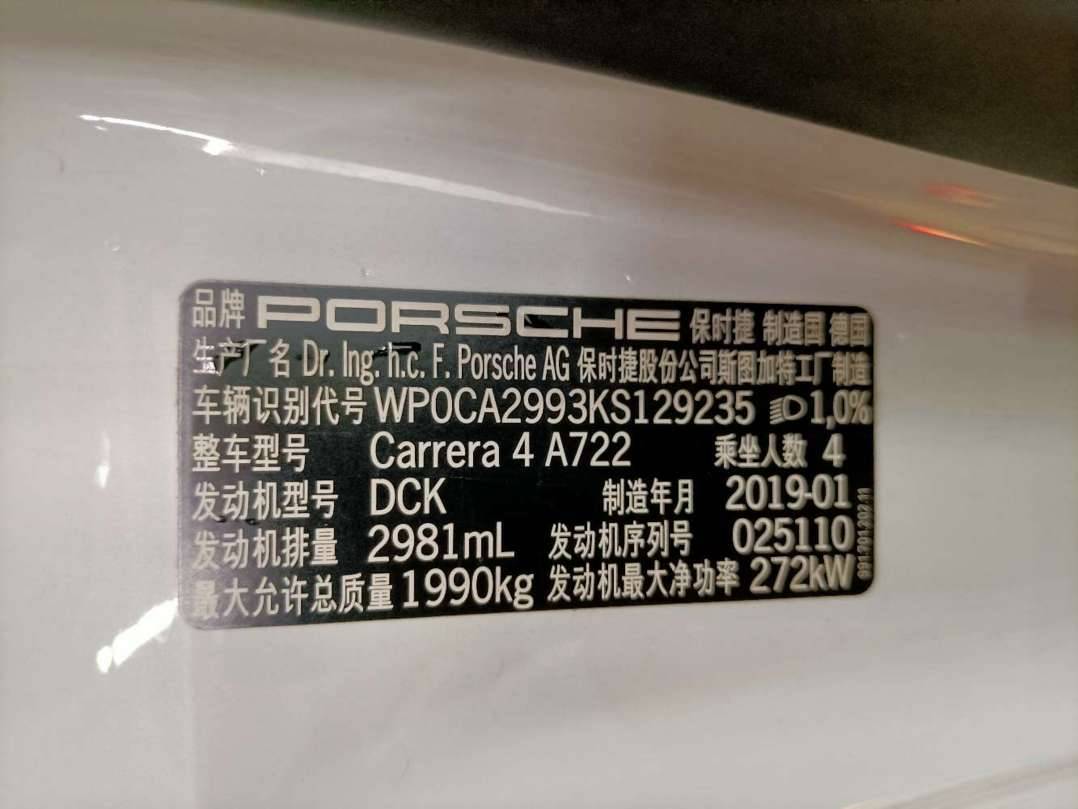 品牌 PORSCHE 保时捷 制造国 德国
生产厂名 Dr. Ing. h.c. F. Porsche AG 保时捷股份公司斯图加特工厂制造
车辆识别代号 WP0CA2993KS129235 1,0%
整车型号 Carrera 4 A722 乘坐人数 4
发动机型号 DCK 制造年月 2019-01
发动机排量 2981mL 发动机序列号 025110
最大允许总质量 1990kg 发动机最大净功率 272kW
991.301.202.11